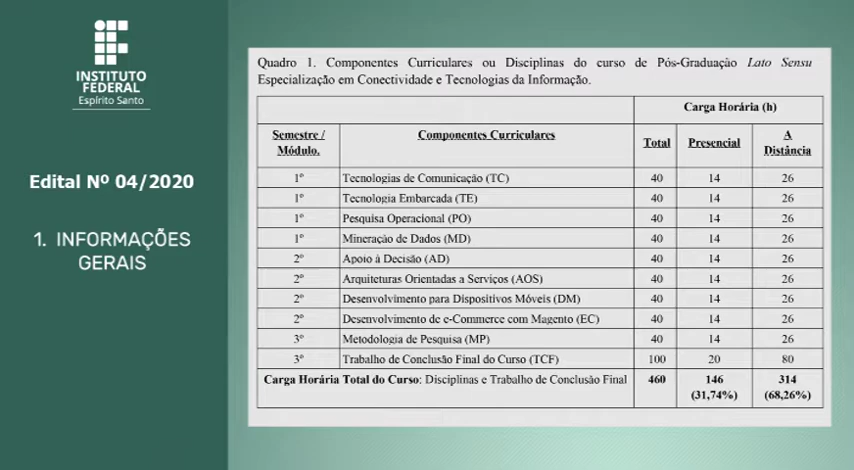 INSTITUTO
FEDERAL
Espírito Santo
Edital Nº 04/2020
1. INFORMAÇÕES
GERAIS
Quadro 1. Componentes Curriculares ou Disciplinas do curso de Pós-Graduação Lato Sensu
Especialização em Conectividade e Tecnologias da Informação.
Carga Horária (h)
Semestre / Módulo. Componentes Curriculares Total Presencial A Distância
1º Tecnologias de Comunicação (TC) 40 14 26
1º Tecnologia Embarcada (TE) 40 14 26
1º Pesquisa Operacional (PO) 40 14 26
1º Mineração de Dados (MD) 40 14 26
2º Apoio à Decisão (AD) 40 14 26
2º Arquiteturas Orientadas a Serviços (AOS) 40 14 26
2º Desenvolvimento para Dispositivos Móveis (DM) 40 14 26
2º Desenvolvimento de e-Commerce com Magento (EC) 40 14 26
3º Metodologia de Pesquisa (MP) 40 14 26
3º Trabalho de Conclusão Final do Curso (TCF) 100 20 80
Carga Horária Total do Curso: Disciplinas e Trabalho de Conclusão Final 460 146 (31,74%) 314 (68,26%)